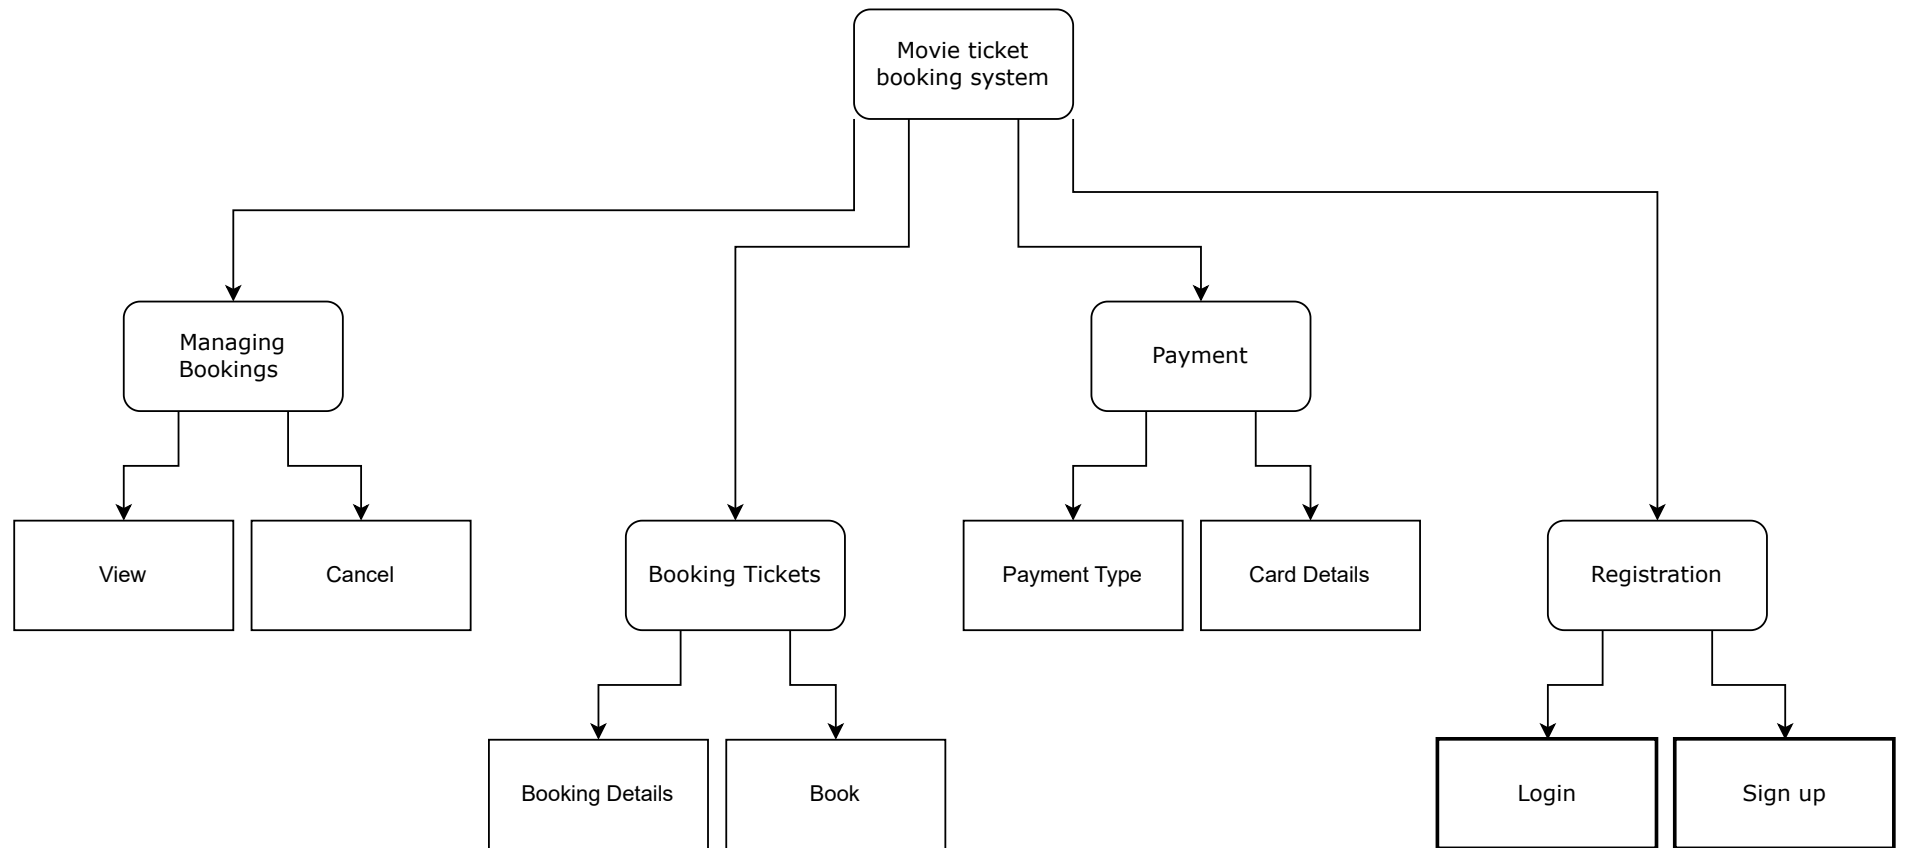 Movie ticket
booking system
Managing
Bookings
Payment
View
Cancel
Booking Tickets
Payment Type
Card Details
Registration
Booking Details
Book
Login
Sign up